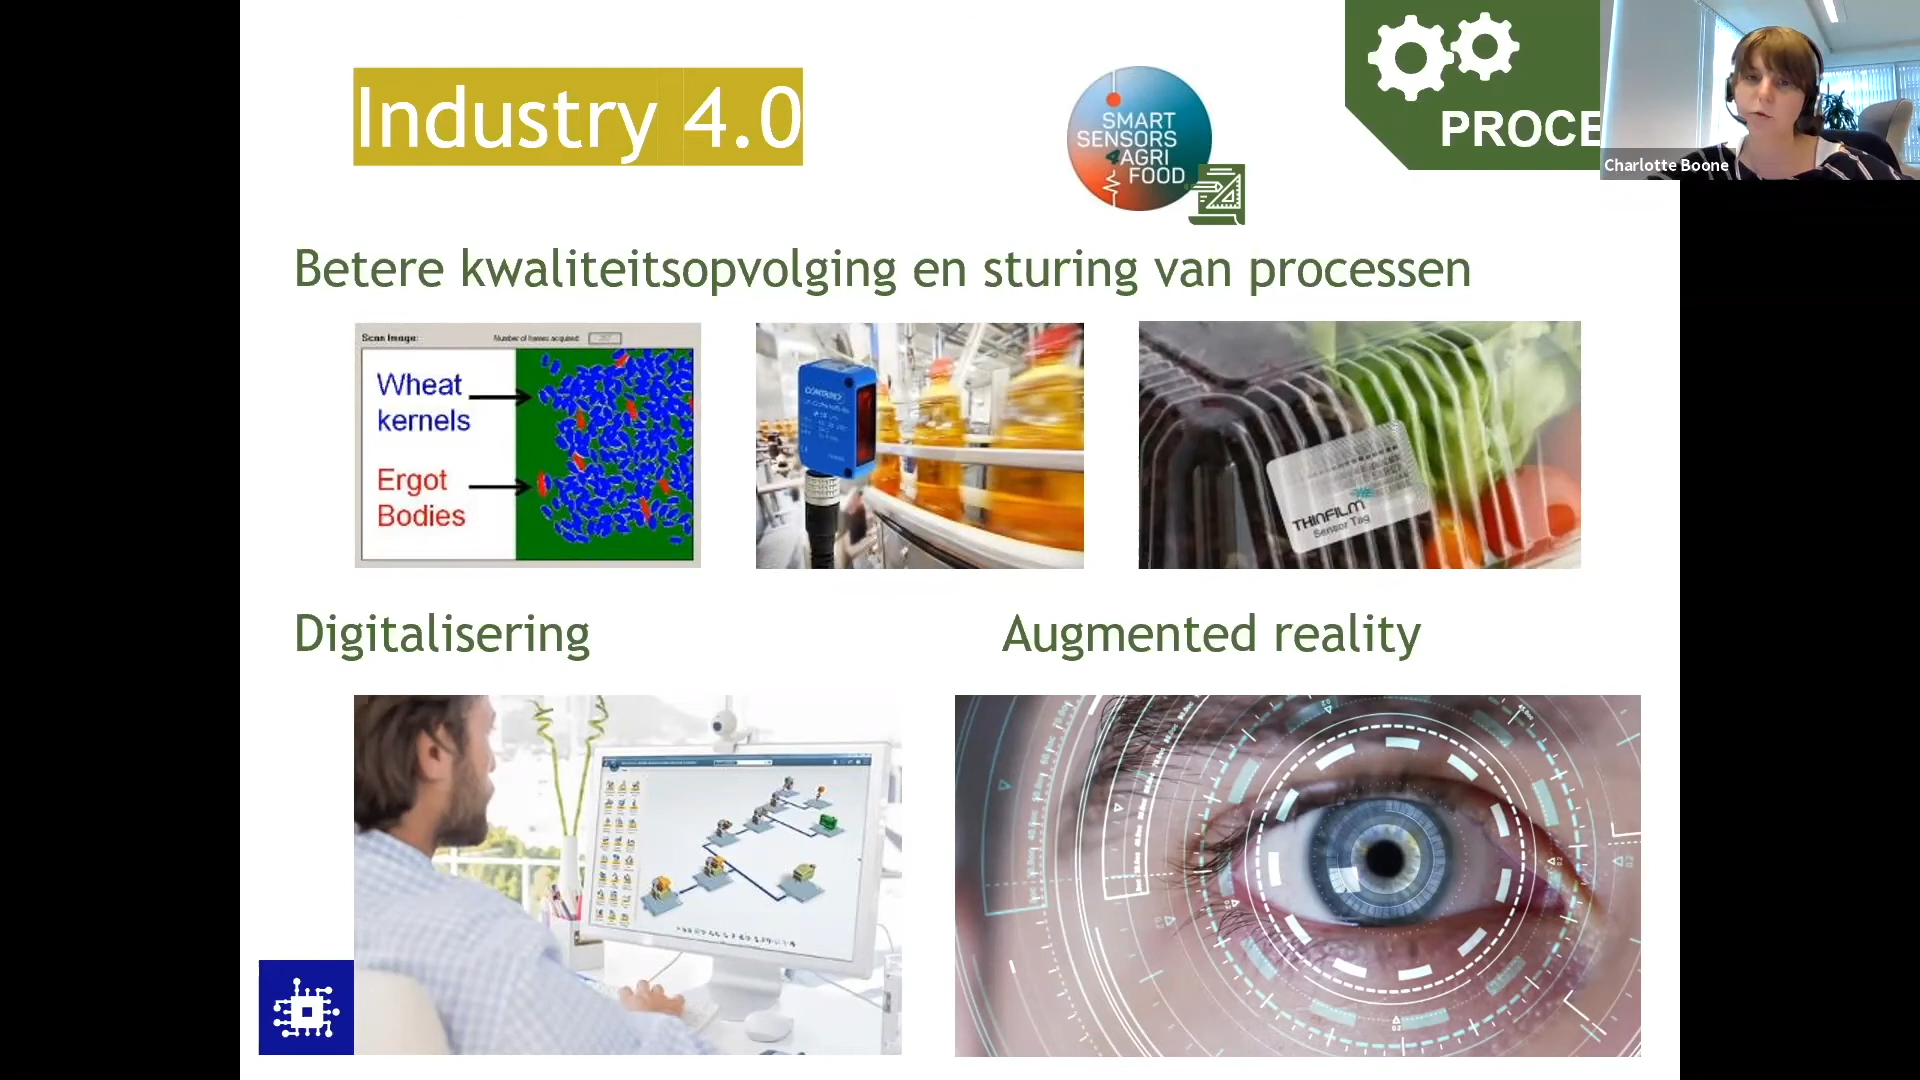 Industry 4.0
SMART
SENSORS
4 AGRI
FOOD
PROCE
Charlotte Boone
Betere kwaliteitsopvolging en sturing van processen
Scan Image:
Number of frames acquired:
Wheat
kernels
Ergot
Bodies
CONTRINEX
THINFILM
Sensor Tag
Digitalisering
Augmented reality